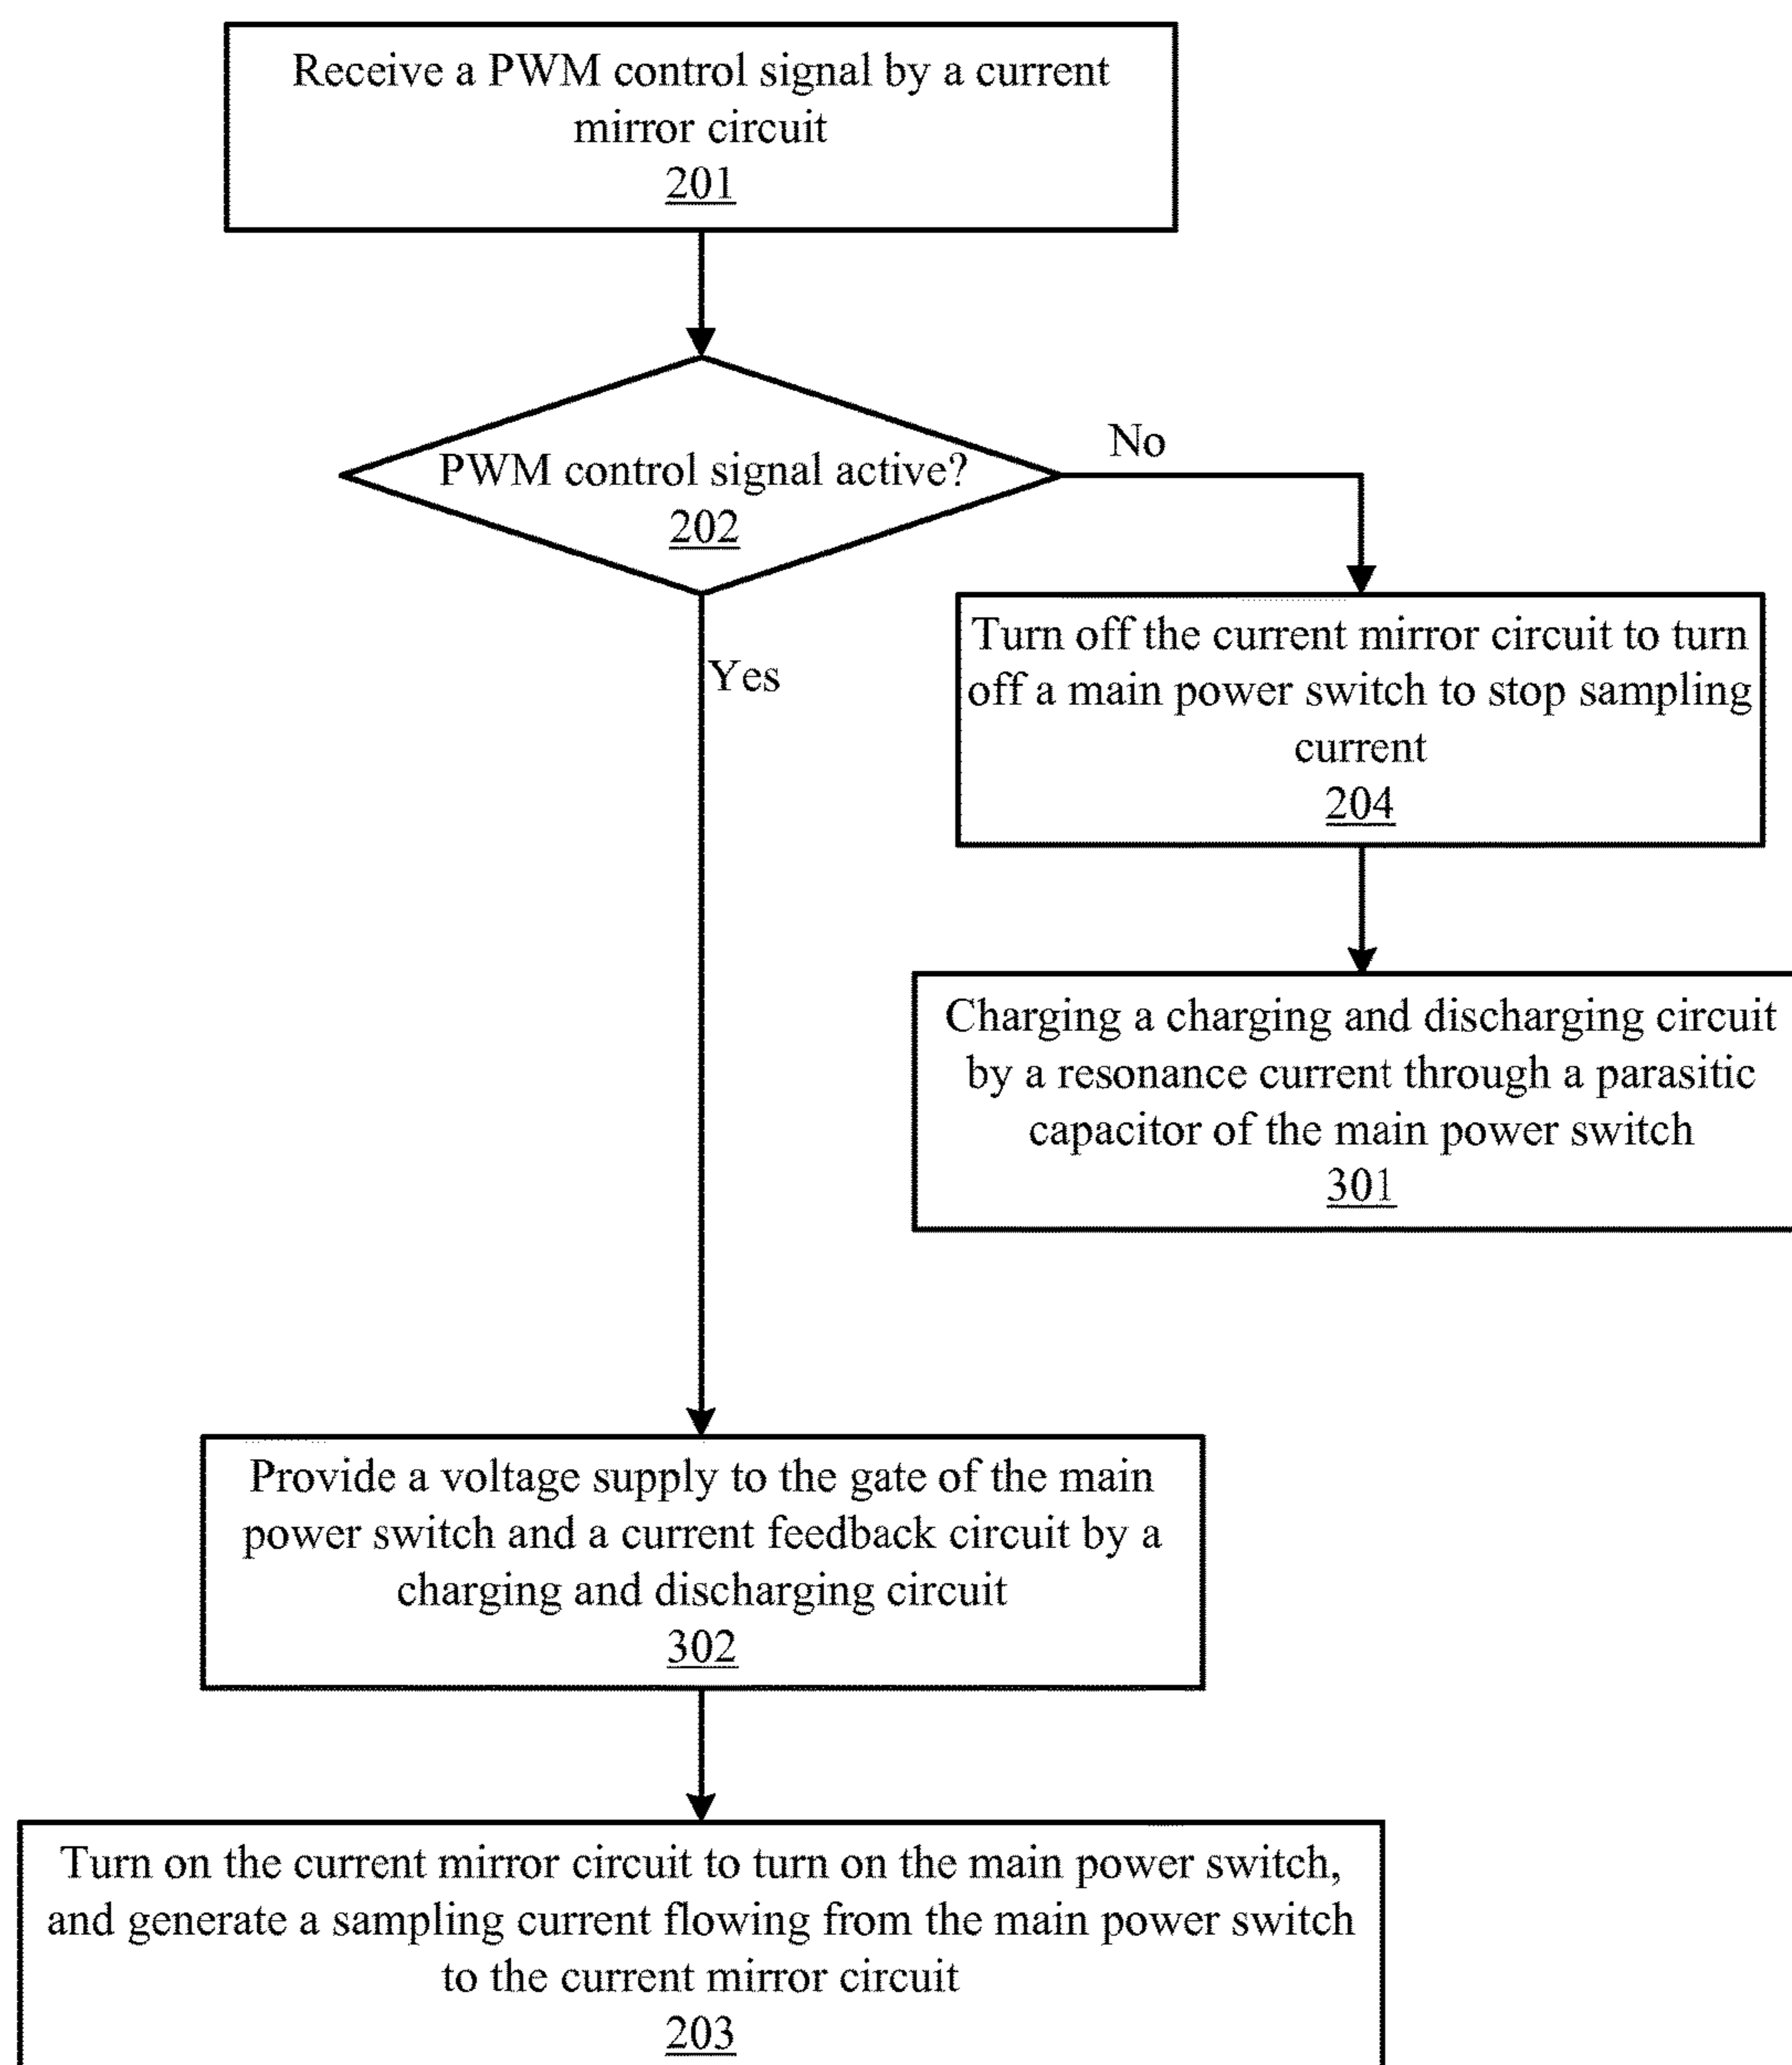 Receive a PWM control signal by a current
mirror circuit
201
PWM control signal active?
202
No
Yes
Turn off the current mirror circuit to turn
off a main power switch to stop sampling
current
204
Charging a charging and discharging circuit
by a resonance current through a parasitic
capacitor of the main power switch
301
Provide a voltage supply to the gate of the main
power switch and a current feedback circuit by a
charging and discharging circuit
302
Turn on the current mirror circuit to turn on the main power switch,
and generate a sampling current flowing from the main power switch
to the current mirror circuit
203